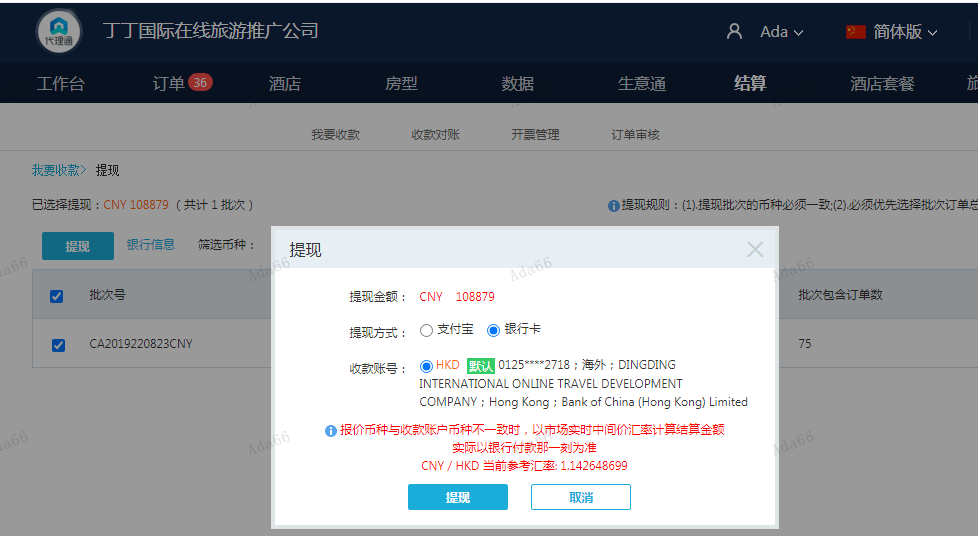 代理通
丁丁国际在线旅游推广公司
Ada
简体版
工作台 订单 36 酒店 房型 数据 生意通 结算 酒店套餐
我要收款 收款对账 开票管理 订单审核
我要收款> 提现
已选择提现：CNY 108879 （共计 1 批次）
提现规则：(1).提现批次的币种必须一致;(2).必须优先选择批次订单总
提现 银行信息 筛选币种：
批次号 批次包含订单数
CA2019220823CNY 75
提现
提现金额： CNY 108879
提现方式： 支付宝 银行卡
收款账号： HKD 默认 0125****2718；海外；DINGDING
INTERNATIONAL ONLINE TRAVEL DEVELOPMENT
COMPANY；Hong Kong；Bank of China (Hong Kong) Limited
报价币种与收款账户币种不一致时，以市场实时中间价汇率计算结算金额
实际以银行付款那一刻为准
CNY / HKD 当前参考汇率: 1.142648699
提现 取消
Ada66
Ada66
Ada66
Ada66
Ada66
Ada66